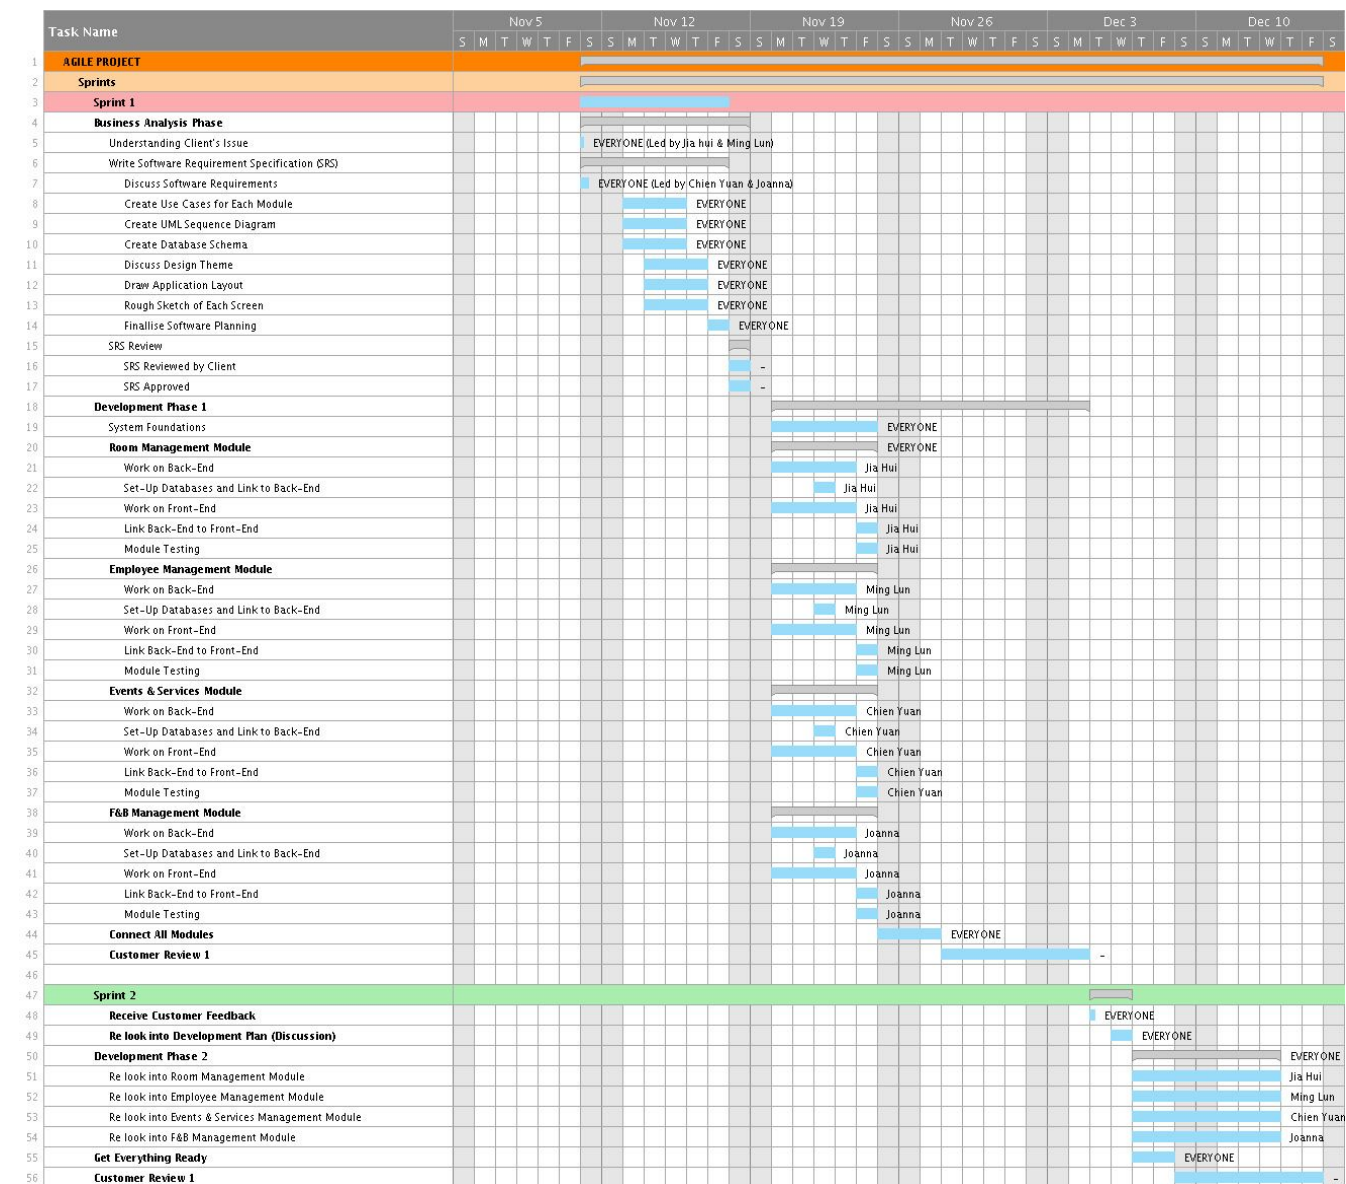 Task Name
Nov 5 Nov 12 Nov 19 Nov 26 Dec 3 Dec 10
S M T W T F S S M T W T F S S M T W T F S S M T W T F S S M T W T F S S M T W T F S
1 AGILE PROJECT
2 Sprints
3 Sprint 1
4 Business Analysis Phase
5 Understanding Client's Issue EVERYONE (Led by Jia hui & Ming Lun)
6 Write Software Requirement Specification (SRS)
7 Discuss Software Requirements EVERYONE (Led by Chien Yuan & Joanna)
8 Create Use Cases for Each Module EVERYONE
9 Create UML Sequence Diagram EVERYONE
10 Create Database Schema EVERYONE
11 Discuss Design Theme EVERYONE
12 Draw Application Layout EVERYONE
13 Rough Sketch of Each Screen EVERYONE
14 Finallise Software Planning EVERYONE
15 SRS Review
16 SRS Reviewed by Client -
17 SRS Approved -
18 Development Phase 1
19 System Foundations EVERYONE
20 Room Management Module EVERYONE
21 Work on Back-End Jia Hui
22 Set-Up Databases and Link to Back-End Jia Hui
23 Work on Front-End Jia Hui
24 Link Back-End to Front-End Jia Hui
25 Module Testing Jia Hui
26 Employee Management Module
27 Work on Back-End Ming Lun
28 Set-Up Databases and Link to Back-End Ming Lun
29 Work on Front-End Ming Lun
30 Link Back-End to Front-End Ming Lun
31 Module Testing Ming Lun
32 Events & Services Module
33 Work on Back-End Chien Yuan
34 Set-Up Databases and Link to Back-End Chien Yuan
35 Work on Front-End Chien Yuan
36 Link Back-End to Front-End Chien Yuan
37 Module Testing Chien Yuan
38 F&B Management Module
39 Work on Back-End Joanna
40 Set-Up Databases and Link to Back-End Joanna
41 Work on Front-End Joanna
42 Link Back-End to Front-End Joanna
43 Module Testing Joanna
44 Connect All Modules EVERYONE
45 Customer Review 1 -
46
47 Sprint 2
48 Receive Customer Feedback EVERYONE
49 Re look into Development Plan (Discussion) EVERYONE
50 Development Phase 2 EVERYONE
51 Re look into Room Management Module Jia Hui
52 Re look into Employee Management Module Ming Lun
53 Re look into Events & Services Management Module Chien Yuan
54 Re look into F&B Management Module Joanna
55 Get Everything Ready EVERYONE
56 Customer Review 1 -